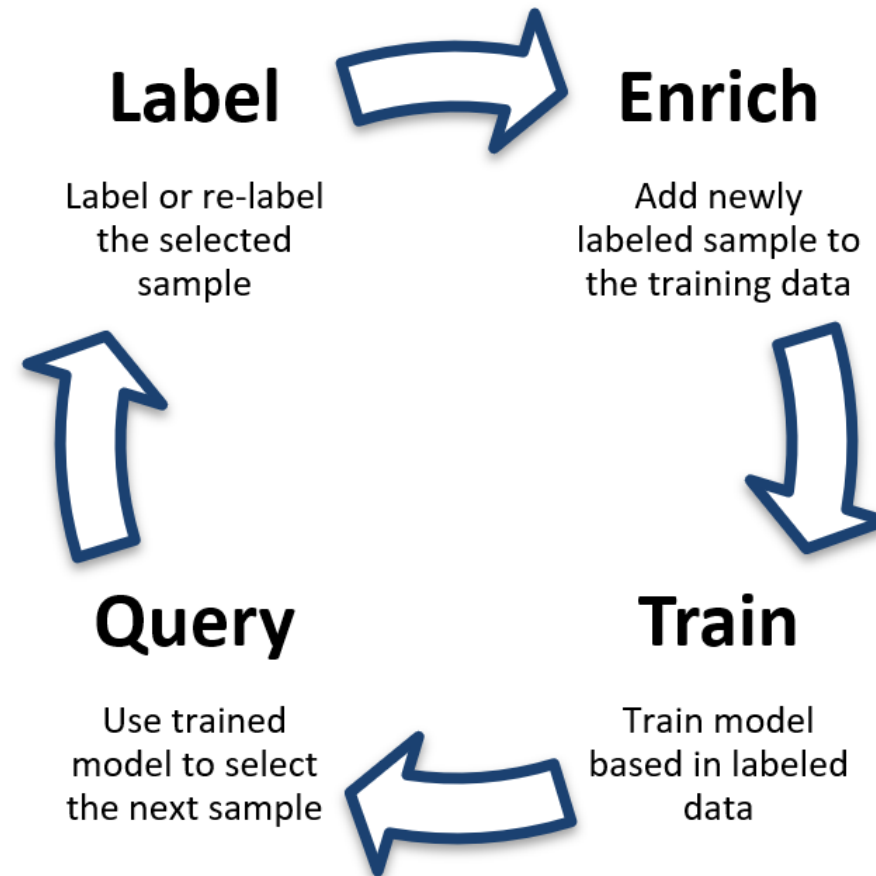 Label
Label or re-label
the selected
sample
Enrich
Add newly
labeled sample to
the training data
Query
Use trained
model to select
the next sample
Train
Train model
based in labeled
data